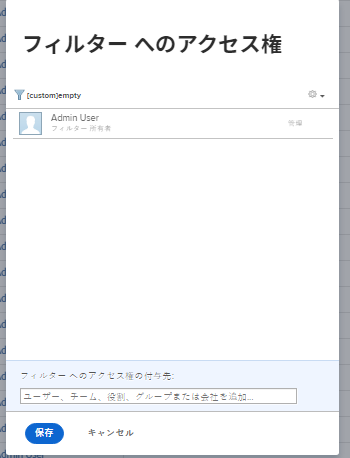 フィルター へのアクセス権
[custom]empty
Admin User
フィルター 所有者
管理
フィルター へのアクセス権の付与先:
ユーザー、チーム、役割、グループまたは会社を追加...
保存 キャンセル
Admin User